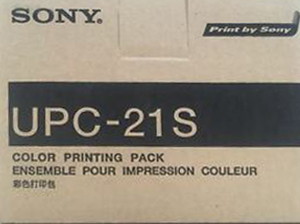 SONY
Print by Sony
UPC-21S
COLOR PRINTING PACK
ENSEMBLE POUR IMPRESSION COULEUR
彩色打印包